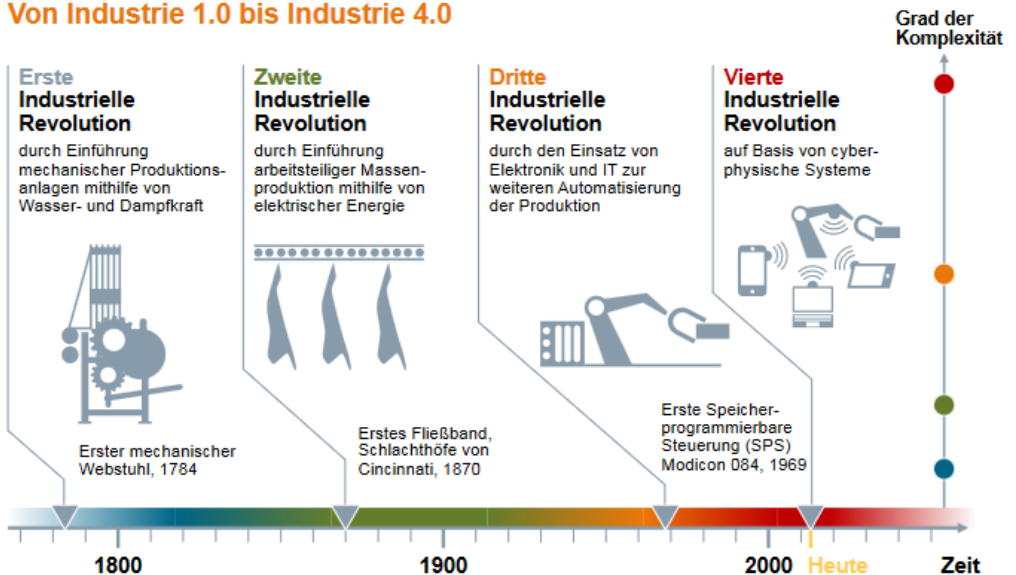 Von Industrie 1.0 bis Industrie 4.0
Grad der
Komplexität
Erste
Industrielle
Revolution
durch Einführung
mechanischer Produktions-
anlagen mithilfe von
Wasser- und Dampfkraft
Zweite
Industrielle
Revolution
durch Einführung
arbeitsteiliger Massen-
produktion mithilfe von
elektrischer Energie
Dritte
Industrielle
Revolution
durch den Einsatz von
Elektronik und IT zur
weiteren Automatisierung
der Produktion
Vierte
Industrielle
Revolution
auf Basis von cyber-
physische Systeme
Erster mechanischer
Webstuhl, 1784
Erstes Fließband,
Schlachthöfe von
Cincinnati, 1870
Erste Speicher-
programmierbare
Steuerung (SPS)
Modicon 084, 1969
1800
1900
2000
Heute
Zeit